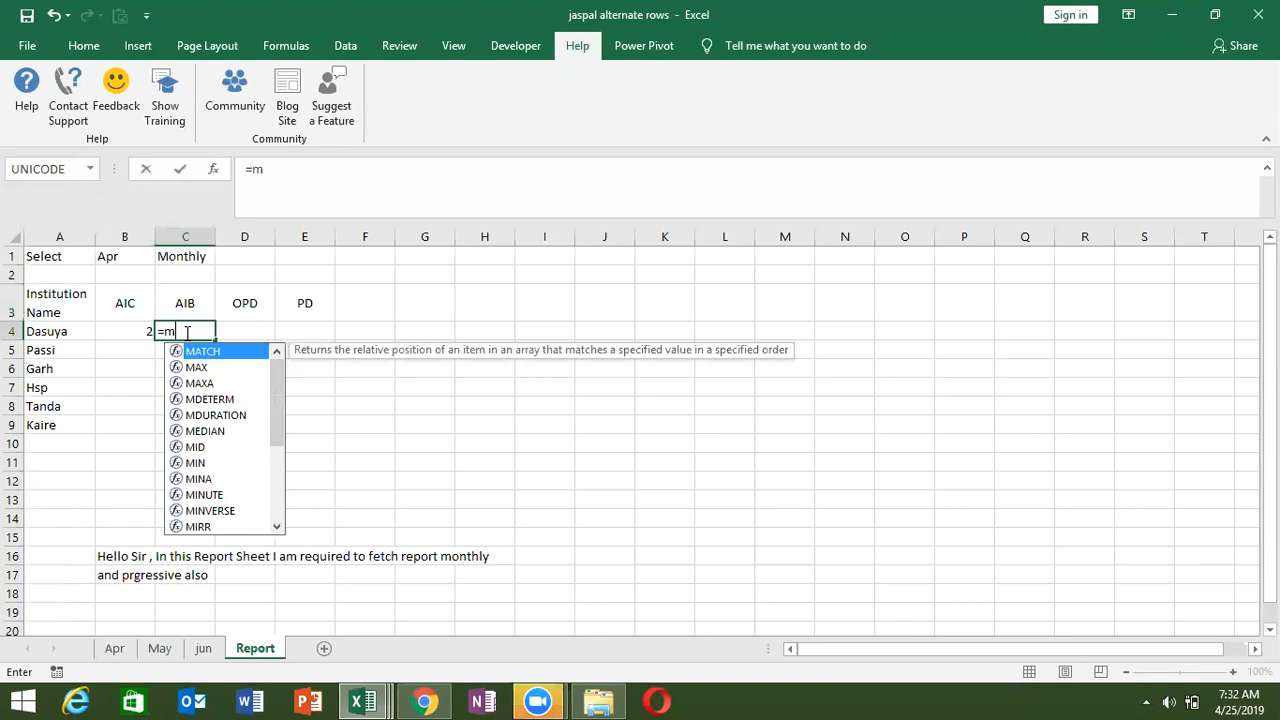 jaspal alternate rows - Excel
Sign in
File Home Insert Page Layout Formulas Data Review View Developer Help Power Pivot Tell me what you want to do Share
Help Contact Support Feedback Show Training Community Blog Site Suggest a Feature
Help Community
UNICODE fx =m
A B C D E F G H I J K L M N O P Q R S T
1 Select Apr Monthly
2
3 Institution Name AIC AIB OPD PD
4 Dasuya 2 =m
5 Passi MATCH Returns the relative position of an item in an array that matches a specified value in a specified order
6 Garh MAX
7 Hsp MAXA
8 Tanda MDETERM
9 Kaire MDURATION
10 MEDIAN
11 MID
12 MIN
13 MINA
14 MINUTE
15 MINVERSE
MIRR
16 Hello Sir , In this Report Sheet I am required to fetch report monthly
17 and prgressive also
18
19
20
Apr May jun Report
Enter 100%
7:32 AM
4/25/2019